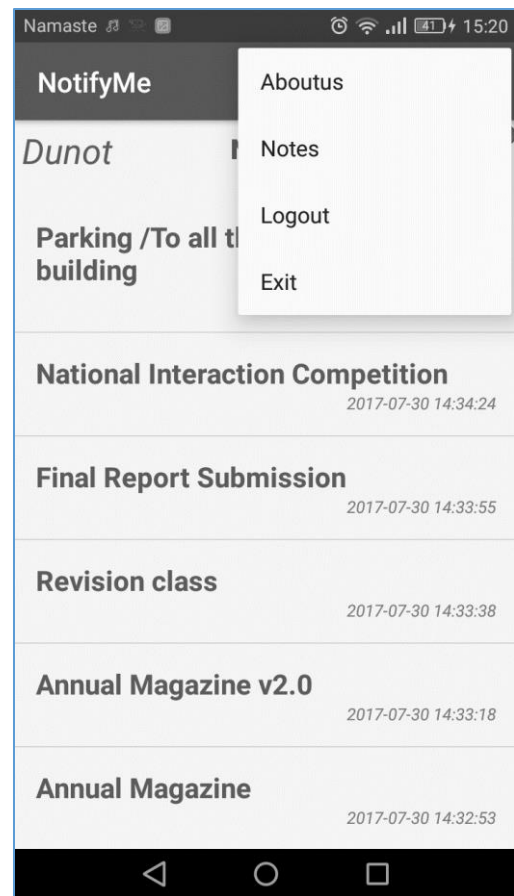 Namaste 41 15:20
NotifyMe
Aboutus
Dunot
Notes
Logout
Parking /To all
building
Exit
National Interaction Competition
2017-07-30 14:34:24
Final Report Submission
2017-07-30 14:33:55
Revision class
2017-07-30 14:33:38
Annual Magazine v2.0
2017-07-30 14:33:18
Annual Magazine
2017-07-30 14:32:53